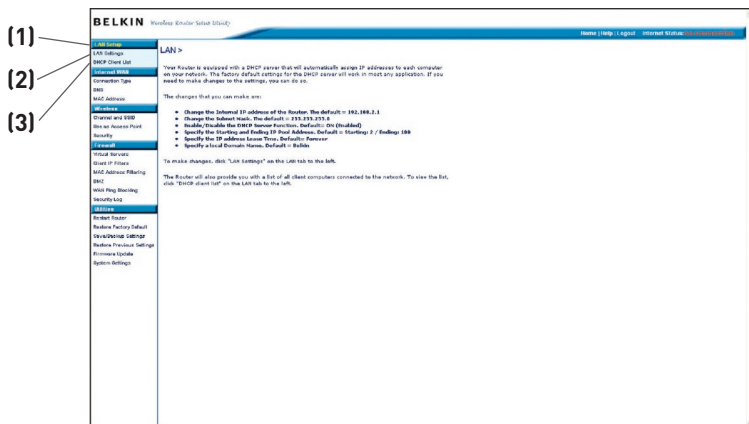 BELKIN Wireless Router Setup Utility
Home | Help | Logout Internet Status:
(1)
(2)
(3)
LAN Setup
LAN Settings
DHCP Client List
Internet WAN
Connection Type
DNS
MAC Address
Wireless
Channel and SSID
Use as Access Point
Security
Firewall
Virtual Servers
Client IP Filters
MAC Address Filtering
DMZ
WAN Ping Blocking
Security Log
Utilities
Restart Router
Restore Factory Default
Save/Backup Settings
Restore Previous Settings
Firmware Update
System Settings
LAN >
Your Router is equipped with a DHCP server that will automatically assign IP addresses to each computer
on your network. The factory default settings for the DHCP server will work in most any application. If you
need to make changes to the settings, you can do so.
The changes that you can make are:
Change the Internal IP address of the Router. The default = 192.168.2.1
Change the Subnet Mask. The default = 255.255.255.0
Enable/Disable the DHCP Server Function. Default= ON (Enabled)
Specify the Starting and Ending IP Pool Address. Default = Starting: 2 / Ending: 100
Specify the IP address Lease Time. Default= Forever
Specify a local Domain Name. Default = Belkin
To make changes, click "LAN Settings" on the LAN tab to the left.
The Router will also provide you with a list of all client computers connected to the network. To view the list,
click "DHCP client list" on the LAN tab to the left.